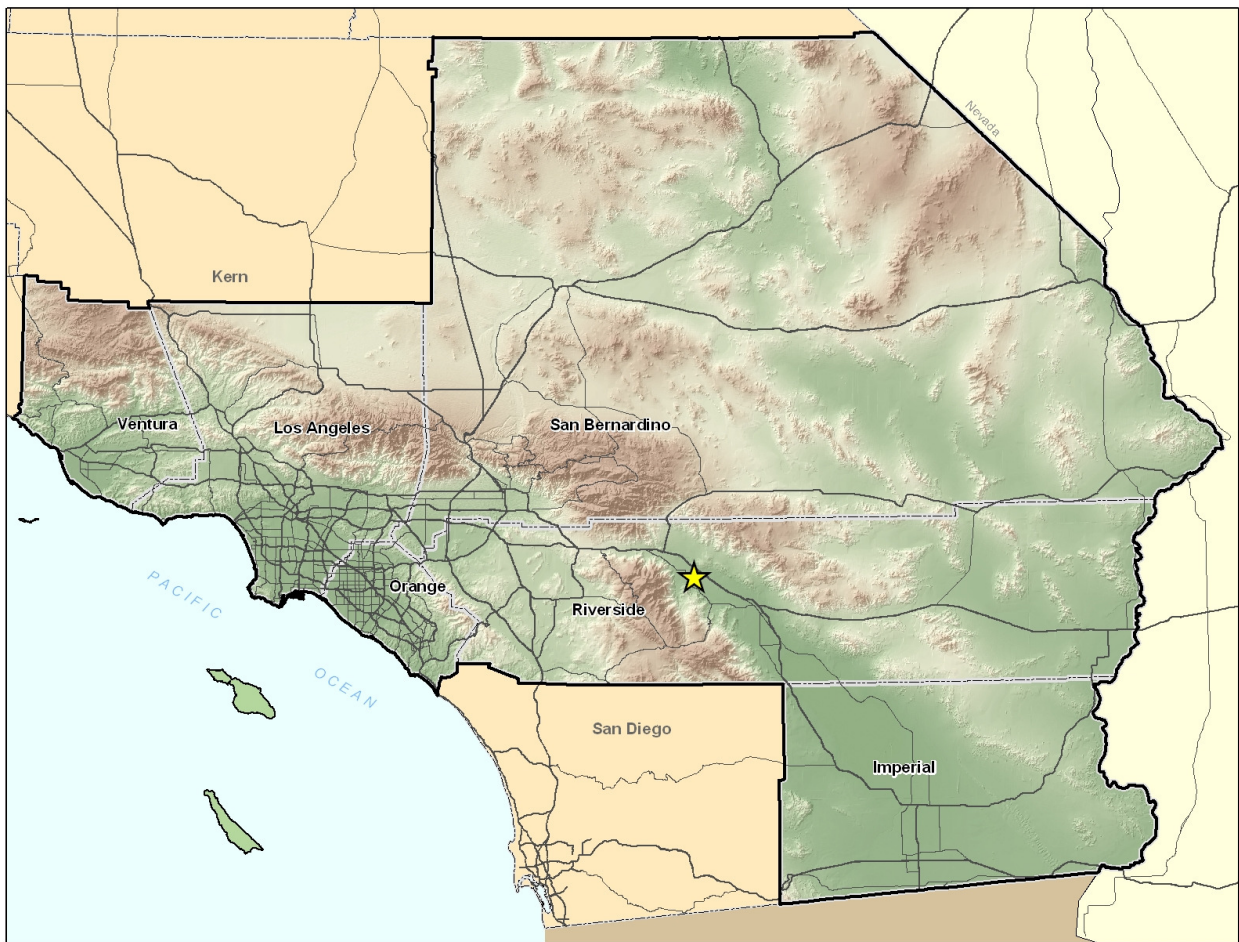 Nevada
Kern
Ventura
Los Angeles
San Bernardino
Orange
Riverside
PACIFIC
OCEAN
San Diego
Imperial